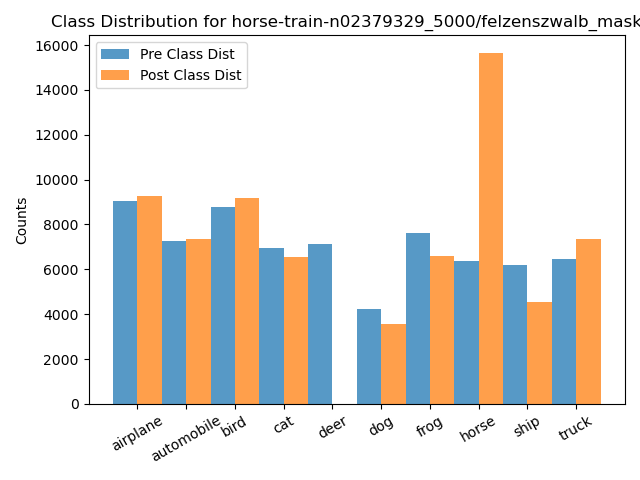 Class Distribution for horse-train-n02379329_5000/felzenszwalb_mask
Pre Class Dist
Post Class Dist
Counts
16000
14000
12000
10000
8000
6000
4000
2000
0
airplane
automobile
bird
cat
deer
dog
frog
horse
ship
truck